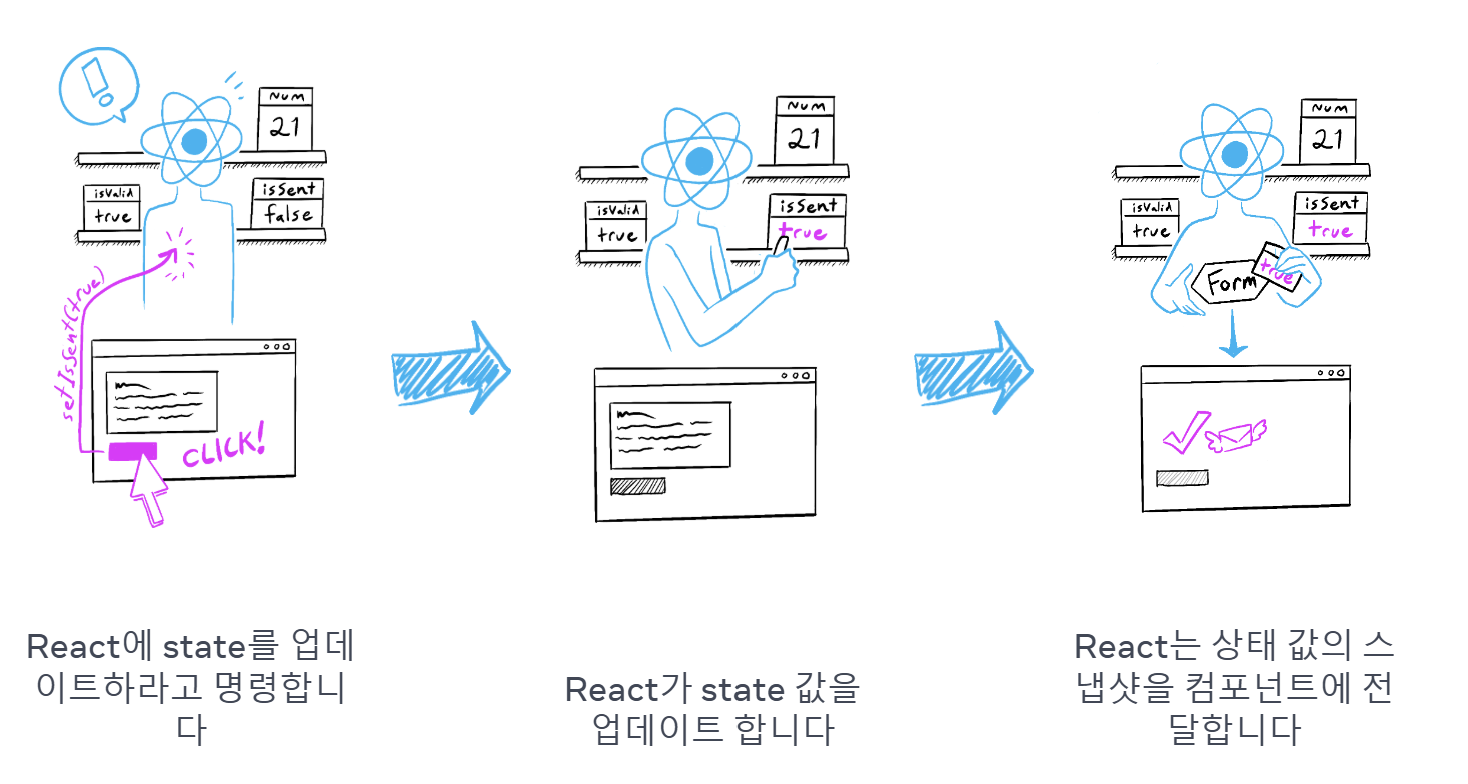 !
Num
21
isValid
true
isSent
false
setIsSent(true)
CLICK!
React에 state를 업데
이트하라고 명령합니
다
Num
21
isValid
true
isSent
true
React가 state 값을
업데이트 합니다
Num
21
isValid
true
isSent
true
Form
true
React는 상태 값의 스
냅샷을 컴포넌트에 전
달합니다